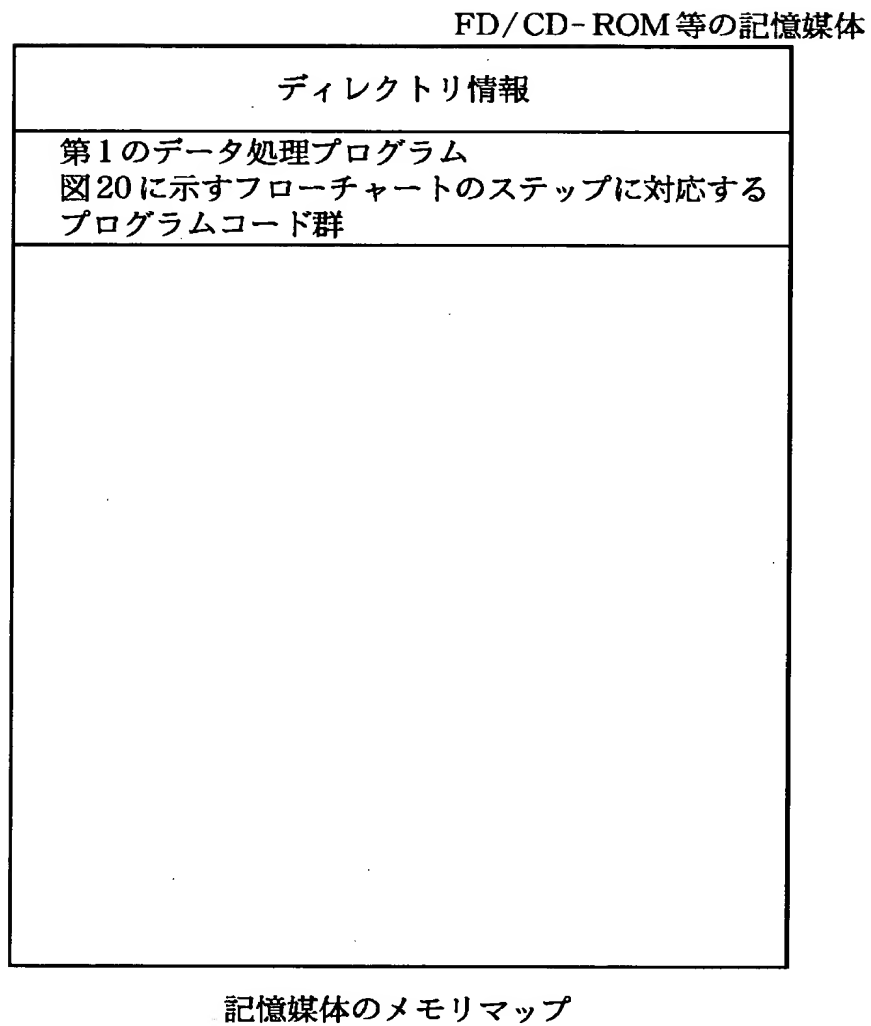 FD/CD-ROM等の記憶媒体
ディレクトリ情報
第1のデータ処理プログラム
図20に示すフローチャートのステップに対応する
プログラムコード群
記憶媒体のメモリマップ